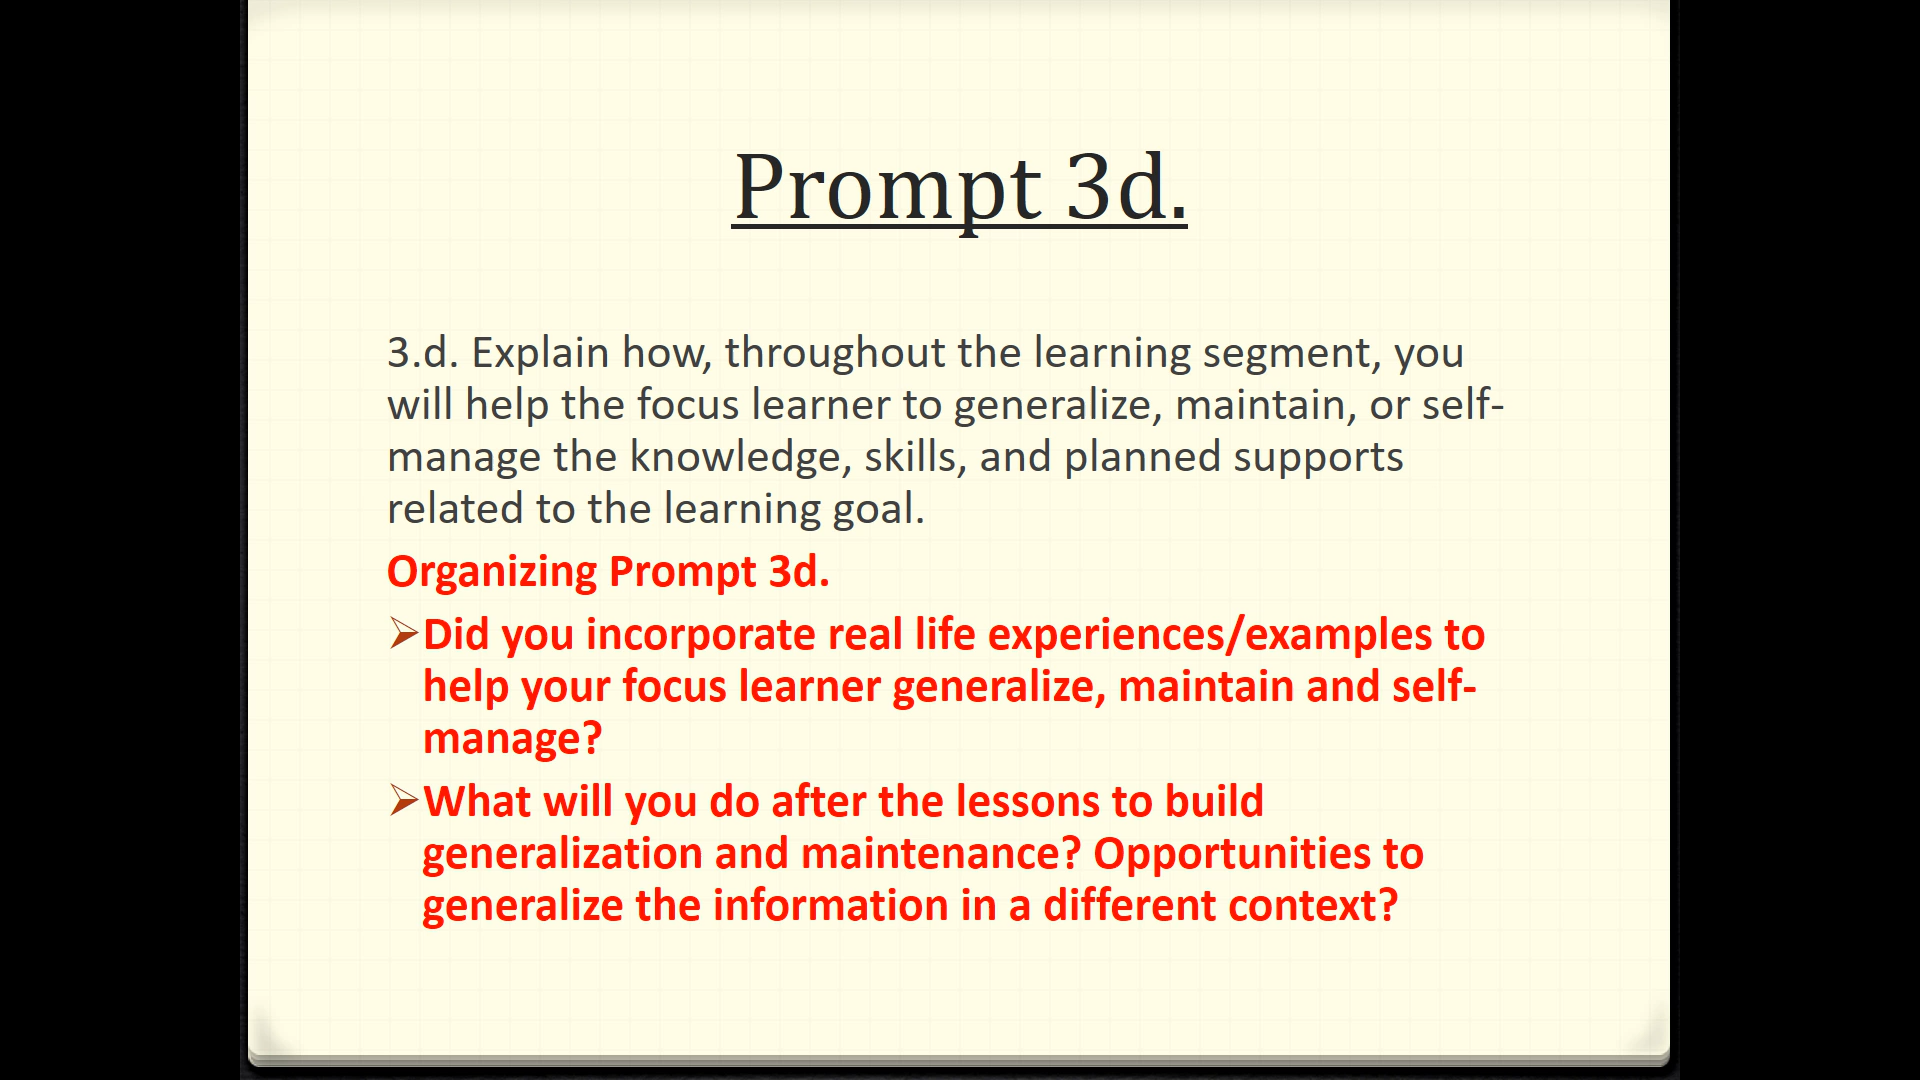 Prompt 3d.
3.d. Explain how, throughout the learning segment, you
will help the focus learner to generalize, maintain, or self-
manage the knowledge, skills, and planned supports
related to the learning goal.
Organizing Prompt 3d.
Did you incorporate real life experiences/examples to
help your focus learner generalize, maintain and self-
manage?
What will you do after the lessons to build
generalization and maintenance? Opportunities to
generalize the information in a different context?